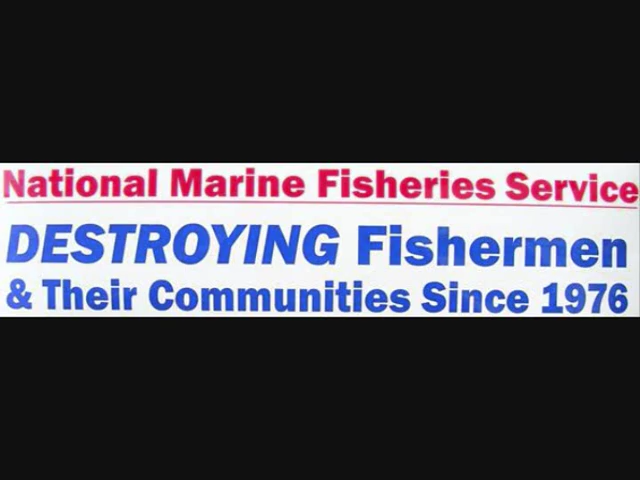 National Marine Fisheries Service
DESTROYING Fishermen
& Their Communities Since 1976